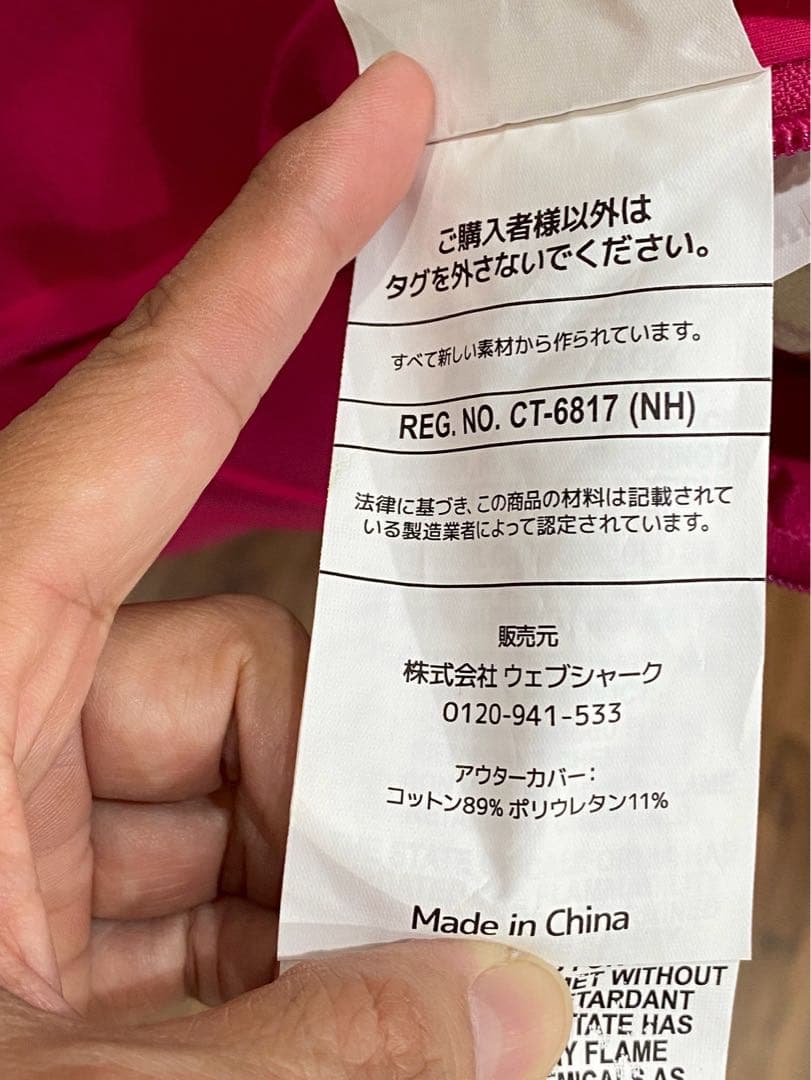 ご購入者様以外は
タグを外さないでください。
すべて新しい素材から作られています。
REG. NO. CT-6817 (NH)
法律に基づき、この商品の材料は記載されて
いる製造業者によって認定されています。
販売元
株式会社 ウェブシャーク
0120-941-533
アウターカバー：
コットン89% ポリウレタン11%
Made in China
WITHOUT
HAS
FLAME
AS